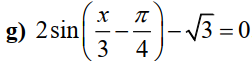 g) 2sin(x/3 − π/4) − √3 = 0